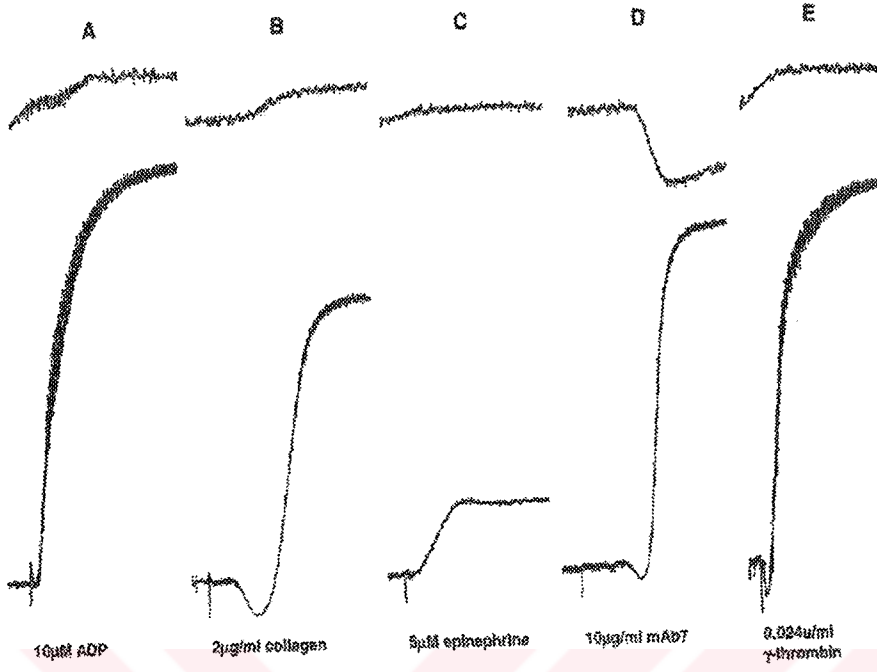 A
B
C
D
E
10μM ADP
2μg/ml collagen
5μM epinephrine
10μg/ml mAb7
0.024u/ml
γ-thrombin